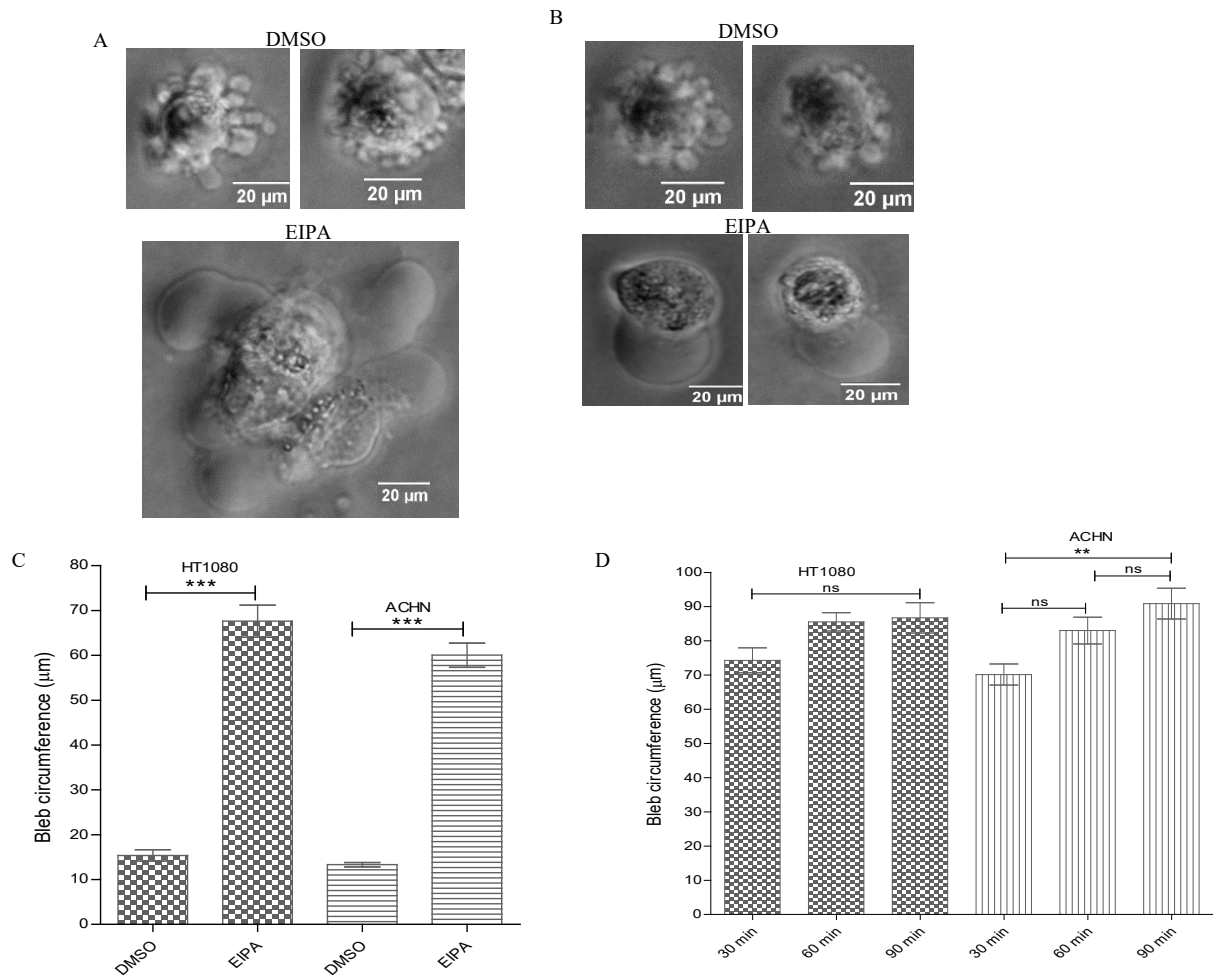 A
DMSO
20 µm
20 µm
EIPA
20 µm
B
DMSO
20 µm
20 µm
EIPA
20 µm
20 µm
C
Bleb circumference (µm)
80
70
60
50
40
30
20
10
0
HT1080
***
ACHN
***
DMSO
EIPA
DMSO
EIPA
D
Bleb circumference (µm)
100
90
80
70
60
50
40
30
20
10
0
HT1080
ns
ACHN
**
ns
ns
30 min
60 min
90 min
30 min
60 min
90 min